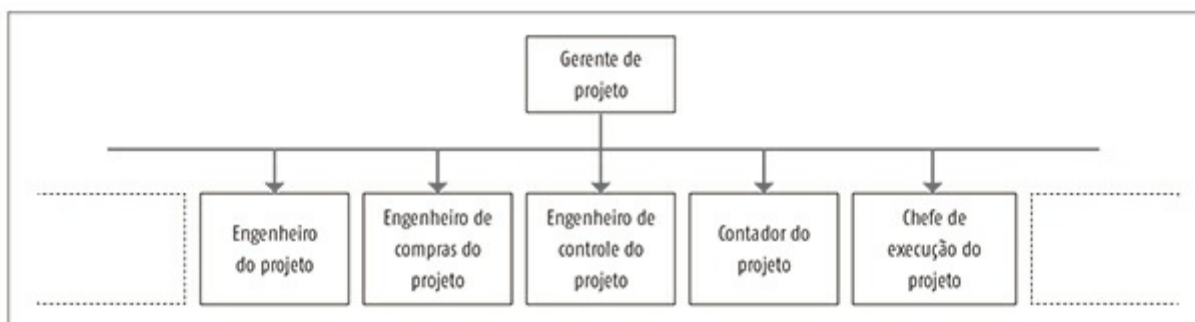 Gerente de
projeto
Engenheiro
do projeto
Engenheiro de
compras do
projeto
Engenheiro de
controle do
projeto
Contador do
projeto
Chefe de
execução do
projeto